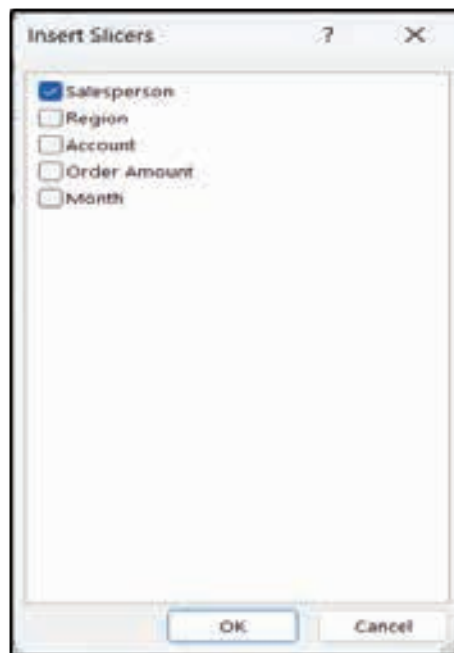 Insert Slicers ? ×
Salesperson
Region
Account
Order Amount
Month
OK Cancel